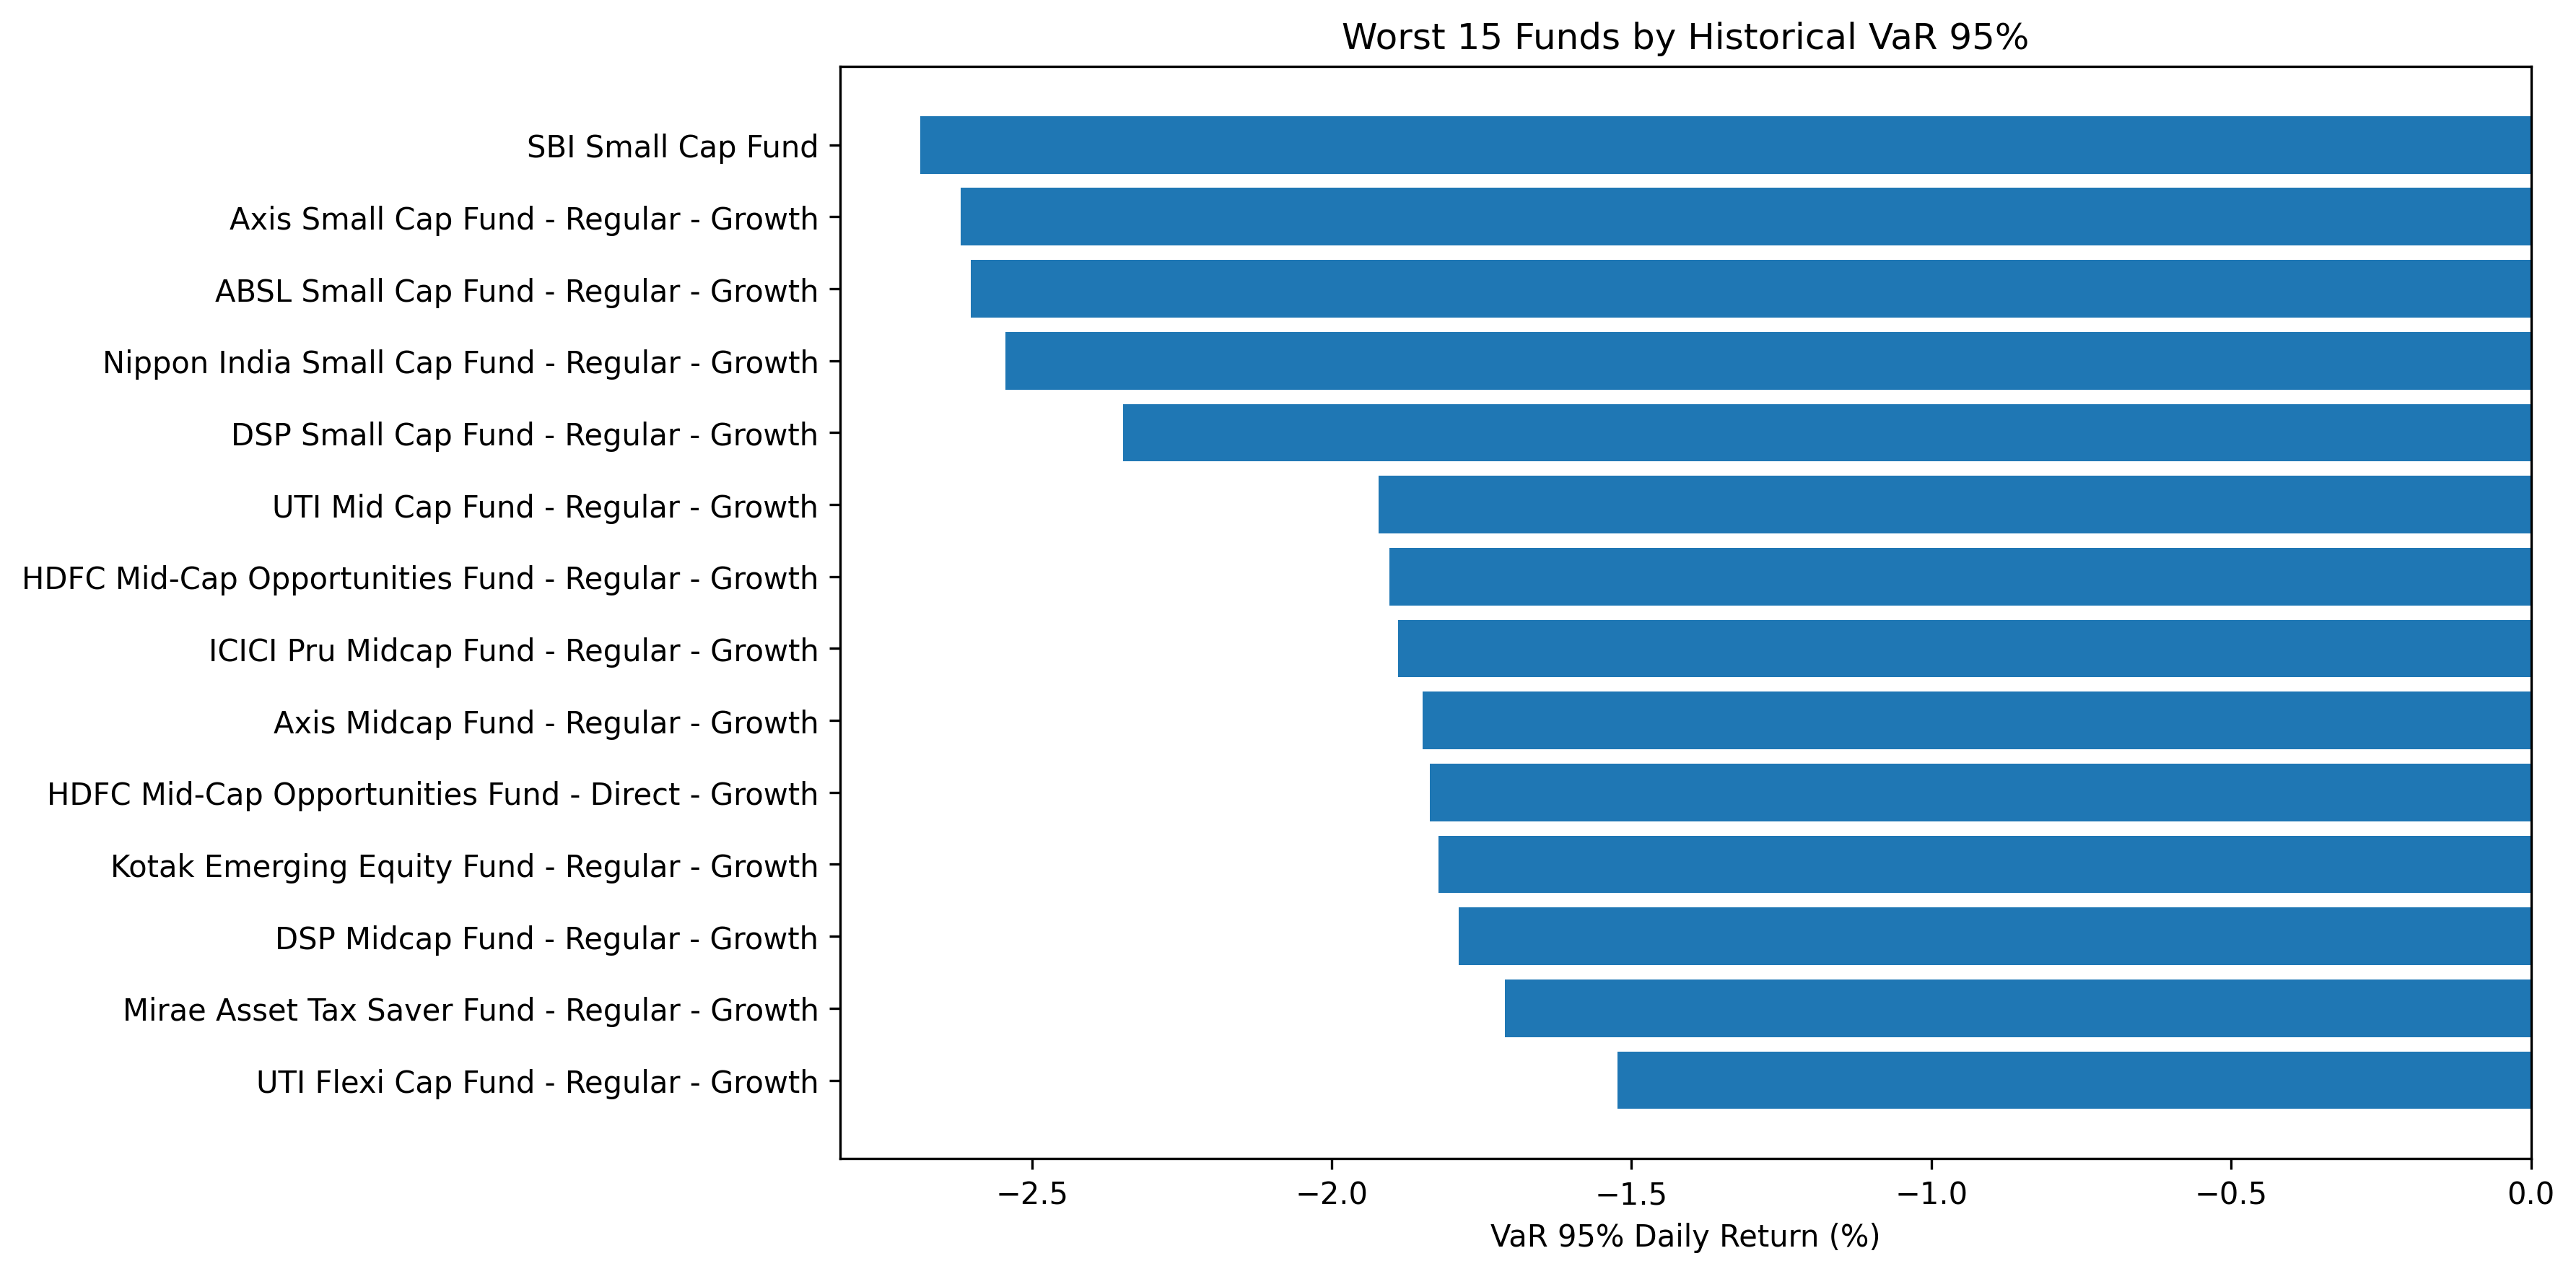 Worst 15 Funds by Historical VaR 95%
SBI Small Cap Fund
Axis Small Cap Fund - Regular - Growth
ABSL Small Cap Fund - Regular - Growth
Nippon India Small Cap Fund - Regular - Growth
DSP Small Cap Fund - Regular - Growth
UTI Mid Cap Fund - Regular - Growth
HDFC Mid-Cap Opportunities Fund - Regular - Growth
ICICI Pru Midcap Fund - Regular - Growth
Axis Midcap Fund - Regular - Growth
HDFC Mid-Cap Opportunities Fund - Direct - Growth
Kotak Emerging Equity Fund - Regular - Growth
DSP Midcap Fund - Regular - Growth
Mirae Asset Tax Saver Fund - Regular - Growth
UTI Flexi Cap Fund - Regular - Growth
−2.5 −2.0 −1.5 −1.0 −0.5 0.0
VaR 95% Daily Return (%)